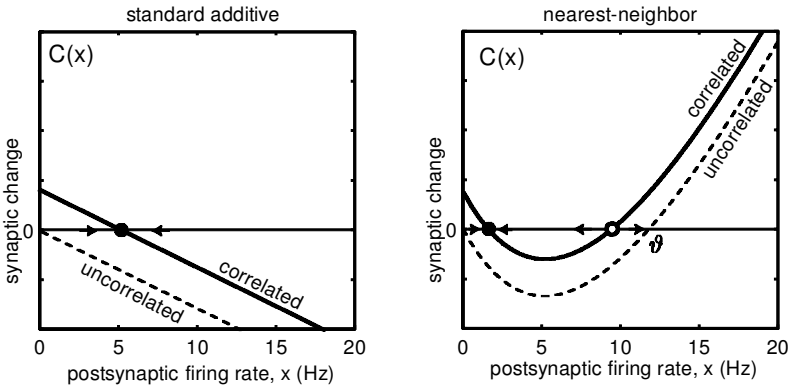 standard additive
C(x)
synaptic change
0
uncorrelated
correlated
0 5 10 15 20
postsynaptic firing rate, x (Hz)
nearest-neighbor
C(x)
synaptic change
0
correlated
uncorrelated
ϑ
0 5 10 15 20
postsynaptic firing rate, x (Hz)